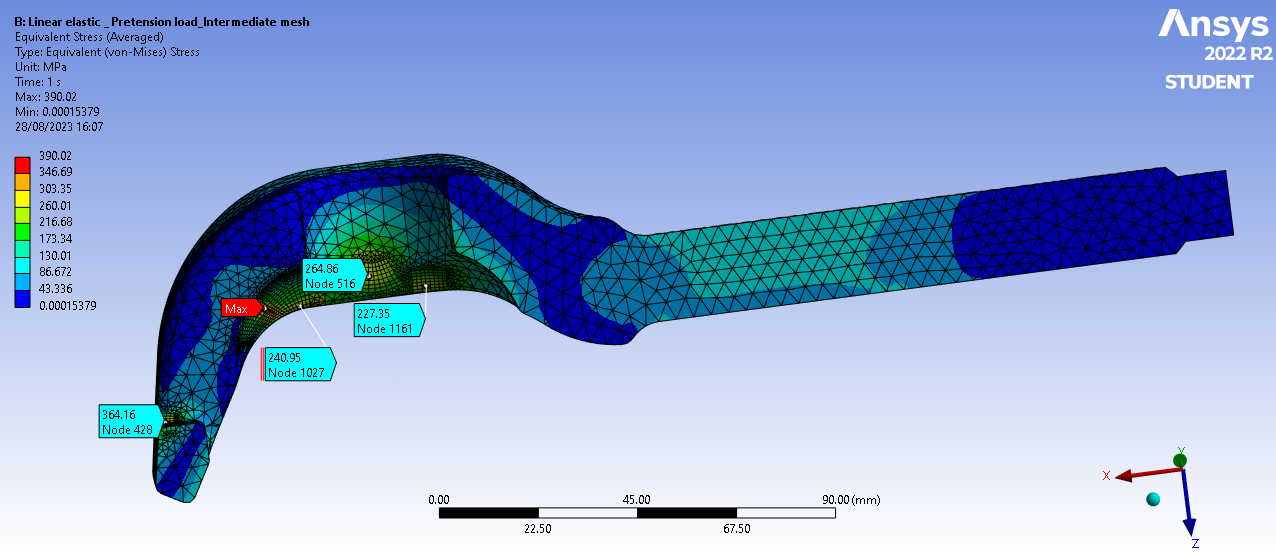 B: Linear elastic _ Pretension load_Intermediate mesh
Equivalent Stress (Averaged)
Type: Equivalent (von-Mises) Stress
Unit: MPa
Time: 1 s
Max: 390.02
Min: 0.00015379
28/08/2023 16:07
Ansys
2022 R2
STUDENT
390.02
346.69
303.35
260.01
216.68
173.34
130.01
86.672
43.336
0.00015379
264.86
Node 516
Max
227.35
Node 1161
240.95
Node 1027
364.16
Node 428
0.00 45.00 90.00 (mm)
22.50 67.50
Y
X
Z